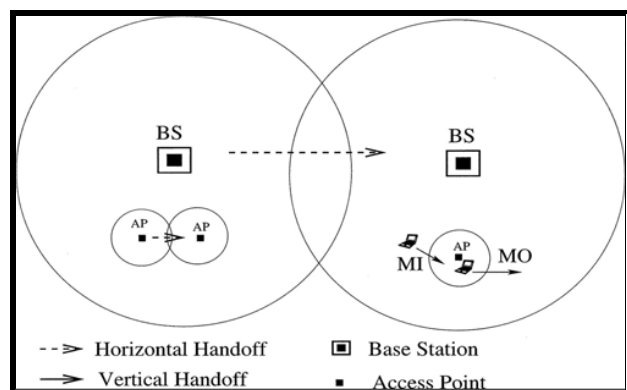 BS
BS
AP
AP
AP
MI
MO
Horizontal Handoff
Base Station
Vertical Handoff
Access Point